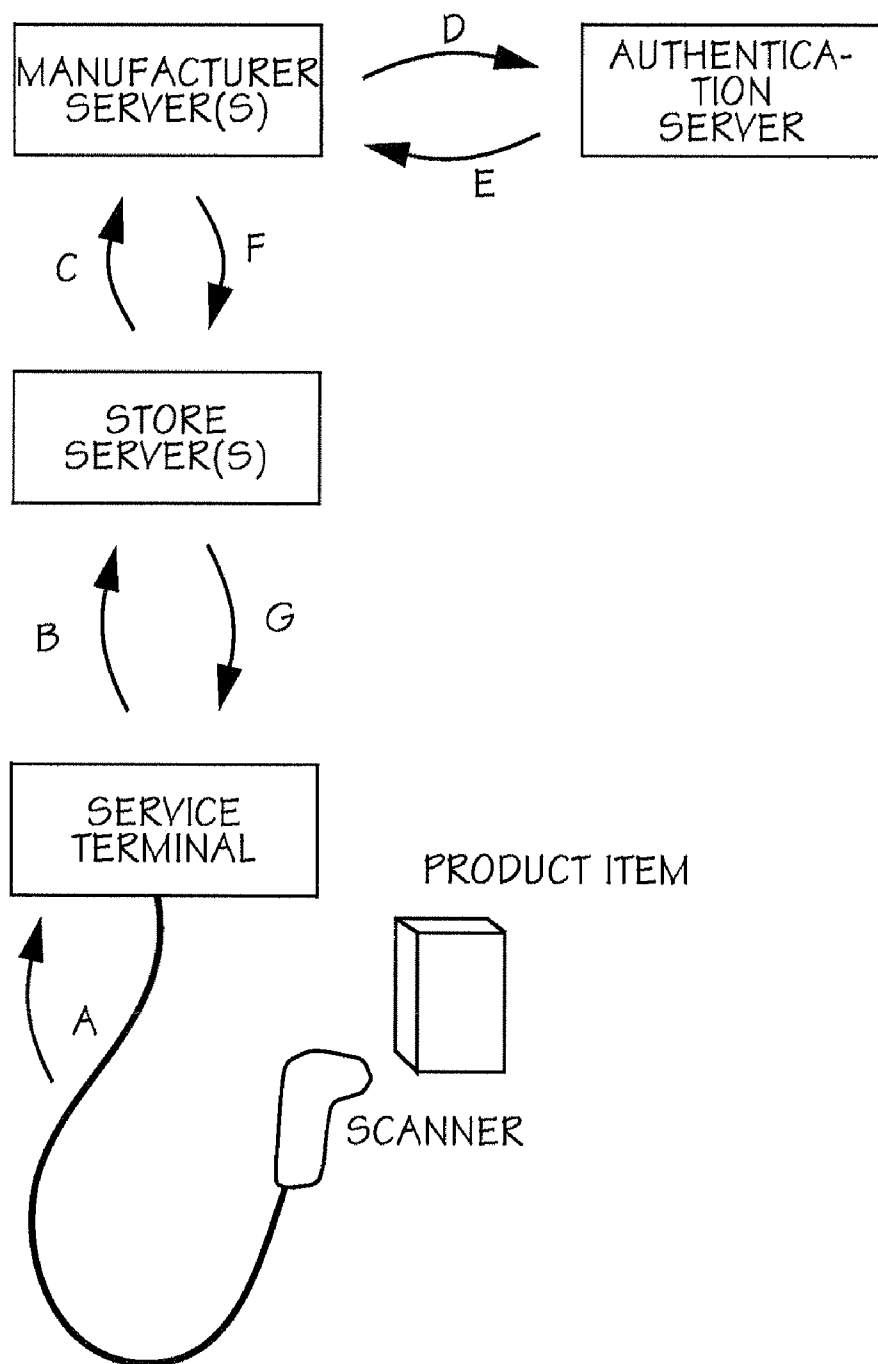 D
MANUFACTURER
SERVER(S)
AUTHENTICA-
TION
SERVER
E
C
F
STORE
SERVER(S)
B
G
SERVICE
TERMINAL
PRODUCT ITEM
A
SCANNER